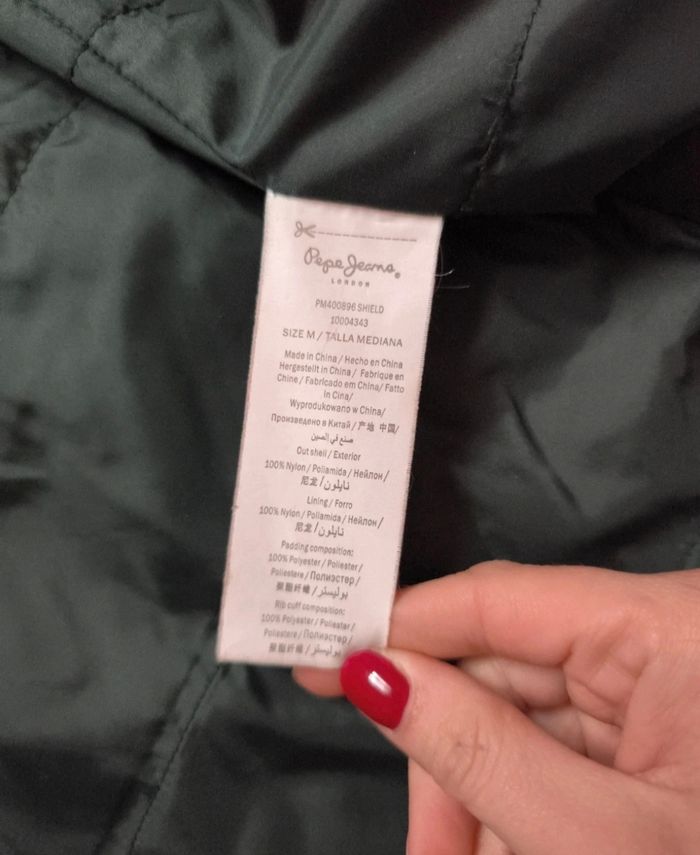 Pepe Jeans
LONDON
PM400896 SHIELD
10004343
SIZE M / TALLA MEDIANA
Made in China / Hecho en China
Hergestellt in China / Fabrique en
Chine / Fabricado em China / Fatto
in Cina/
Wyprodukowano w China/
Произведено в Китай / 产地 中国/
صنع في الصين
Out shell / Exterior
100% Nylon / Poliamida / Нейлон /
尼龙 / نايلون
Lining / Forro
100% Nylon / Poliamida / Нейлон /
尼龙 / نايلون
Padding composition:
100% Polyester / Poliester /
Poliestere / Полиэстер /
聚酯纤维 / بوليستر
Rib cuff composition:
100% Polyester / Poliester /
Poliestere / Полиэстер /
聚酯纤维 / بوليستر